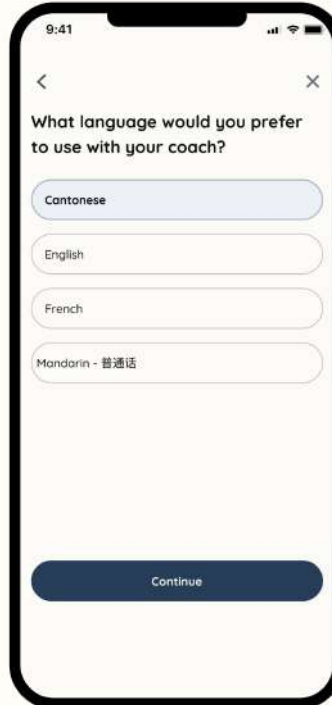 9:41
What language would you prefer
to use with your coach?
Cantonese
English
French
Mandarin - 普通话
Continue